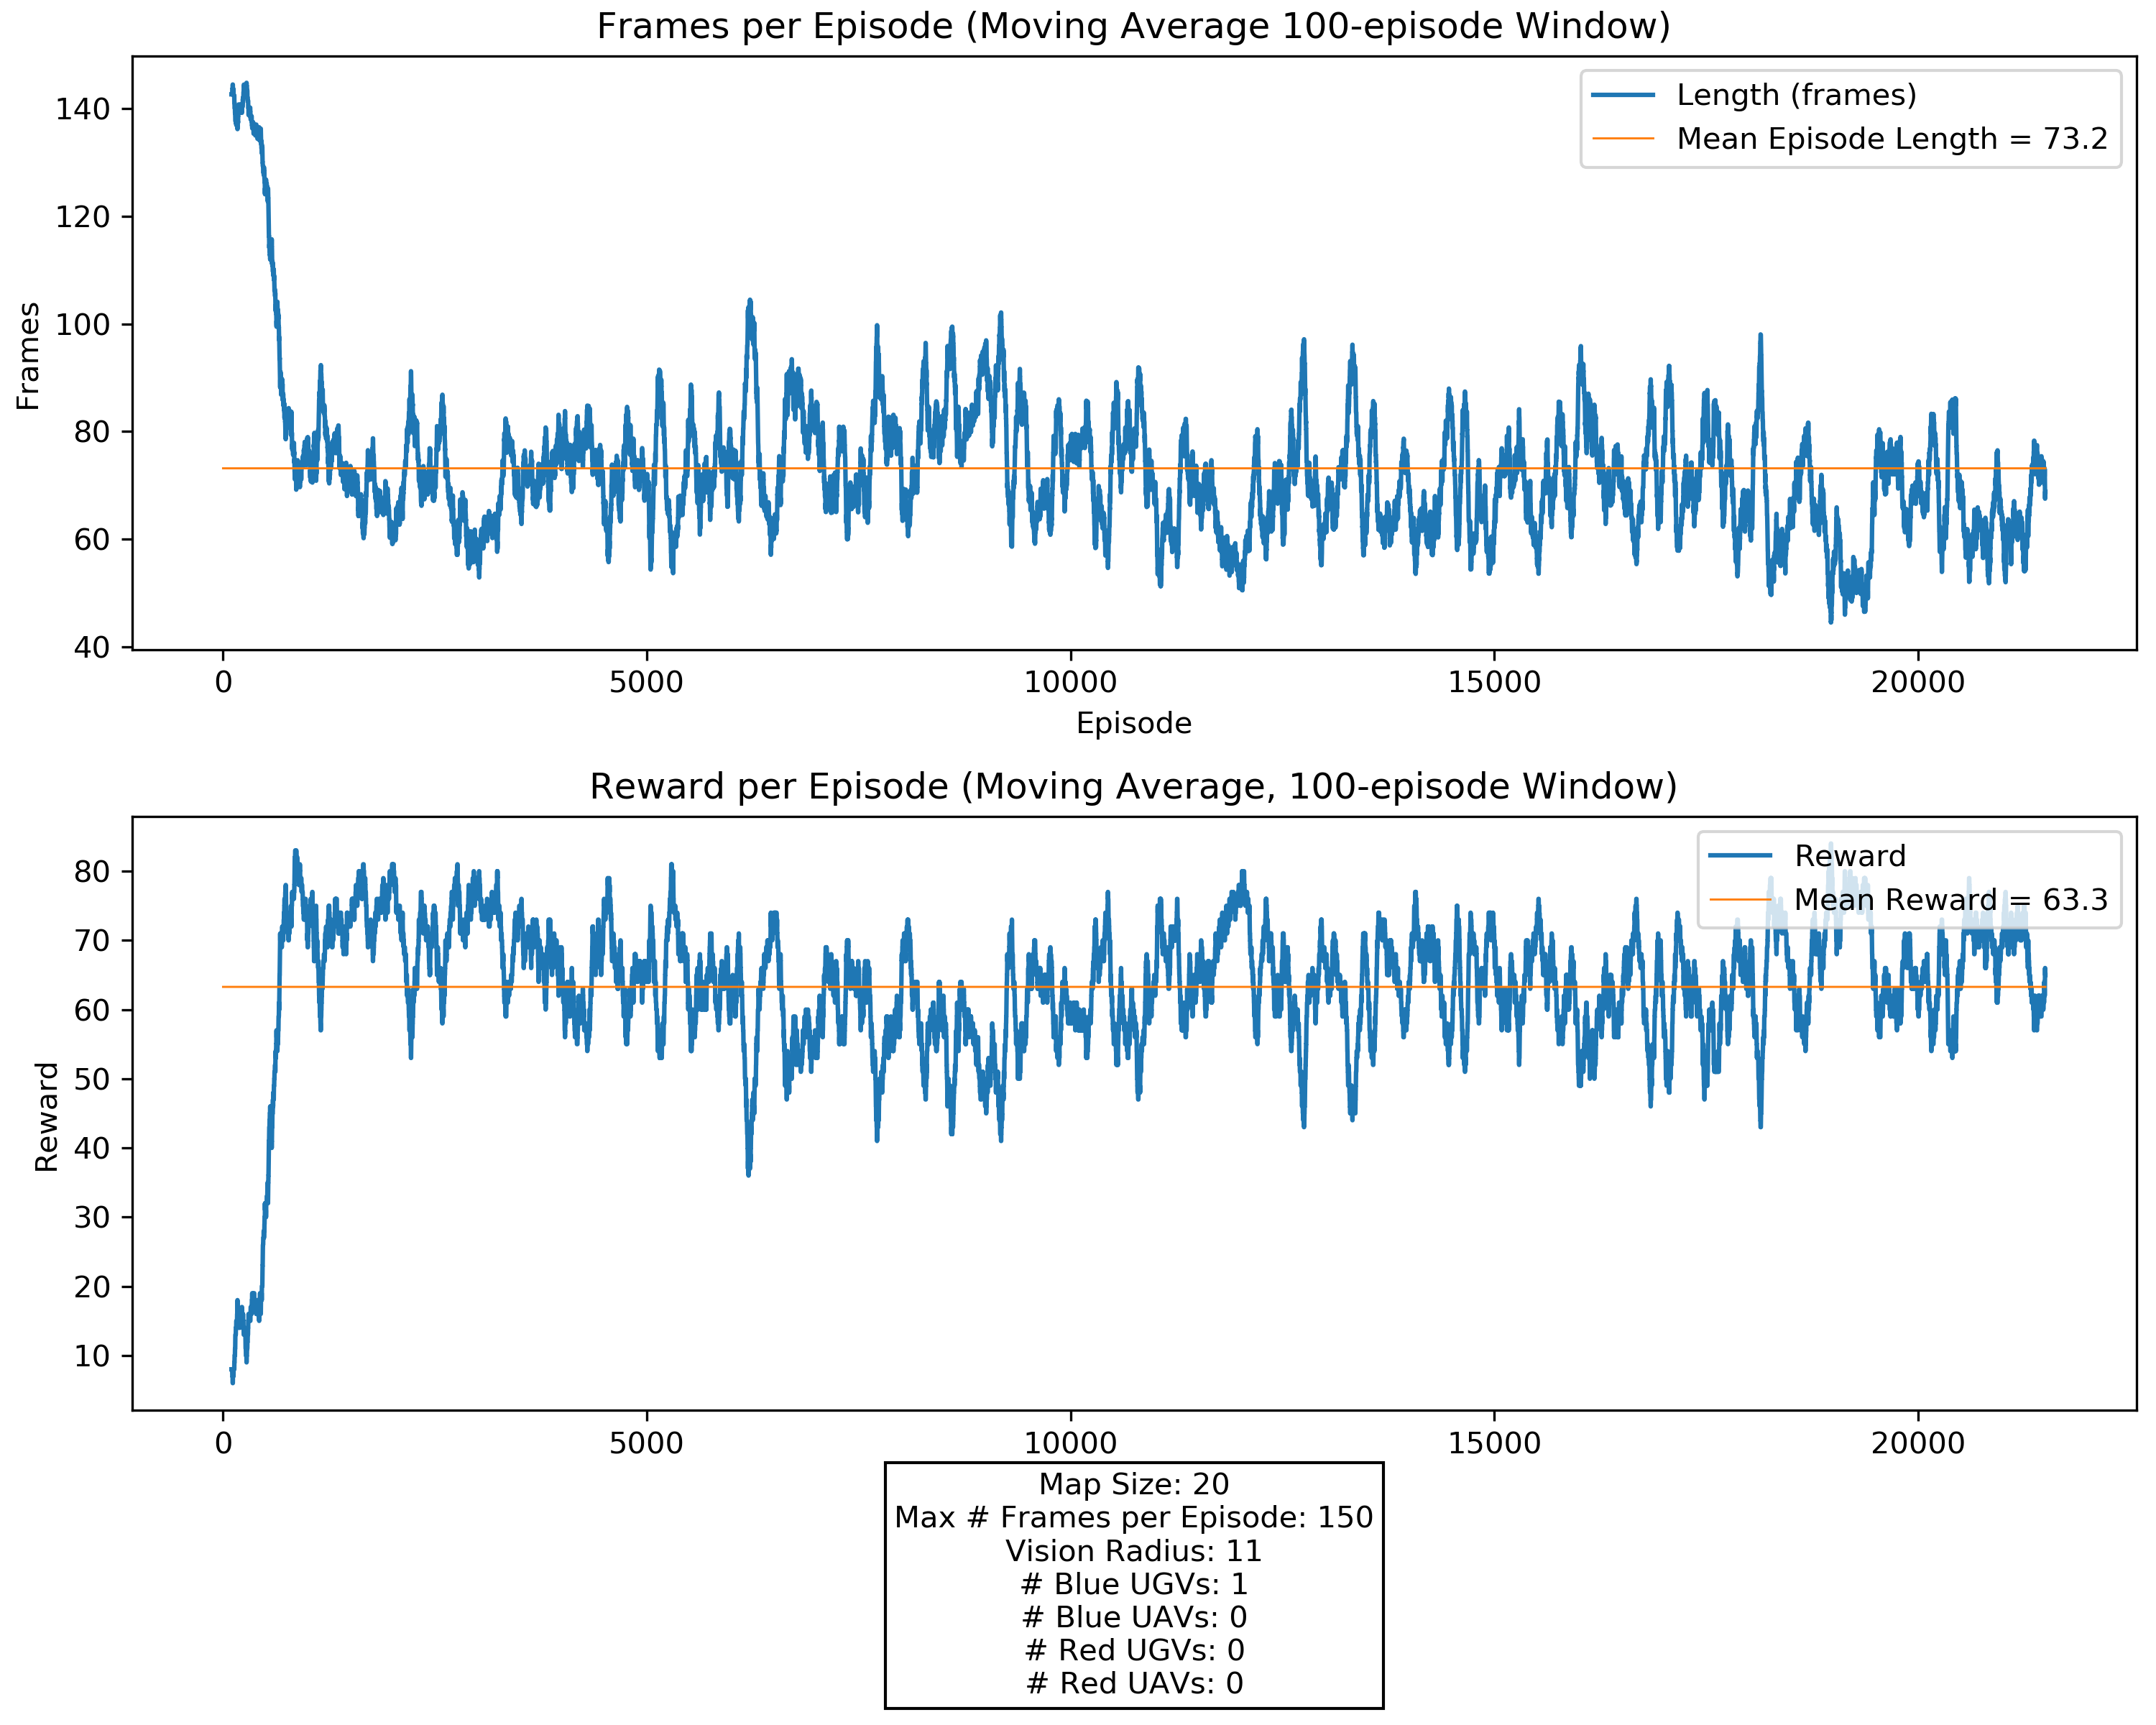 Frames per Episode (Moving Average 100-episode Window)
Length (frames)
Mean Episode Length = 73.2
140
120
100
80
60
40
Frames
0 5000 10000 15000 20000
Episode
Reward per Episode (Moving Average, 100-episode Window)
Reward
Mean Reward = 63.3
80
70
60
50
40
30
20
10
Reward
0 5000 10000 15000 20000
Map Size: 20
Max # Frames per Episode: 150
Vision Radius: 11
# Blue UGVs: 1
# Blue UAVs: 0
# Red UGVs: 0
# Red UAVs: 0